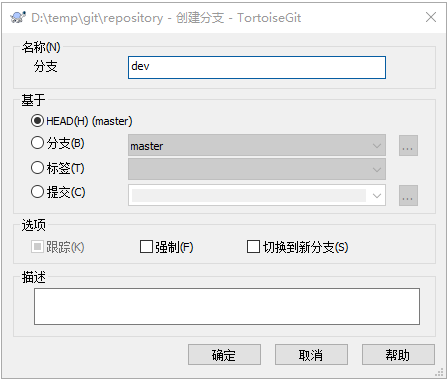 D:\temp\git\repository - 创建分支 - TortoiseGit
名称(N)
分支 dev
基于
HEAD(H) (master)
分支(B) master ...
标签(T)
提交(C) ...
选项
跟踪(K) 强制(F) 切换到新分支(S)
描述
确定 取消 帮助